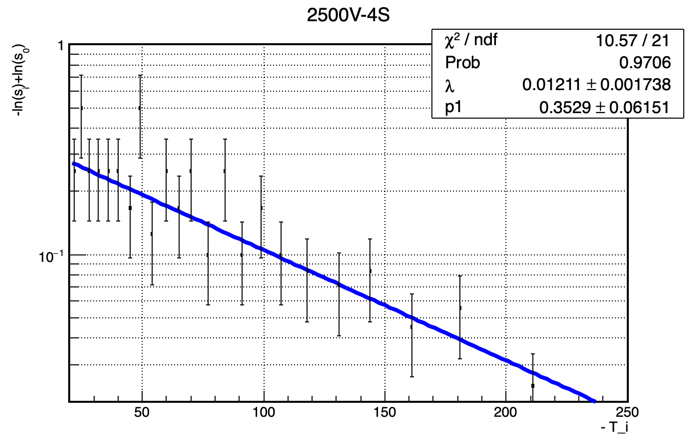 2500V-4S
χ² / ndf 10.57 / 21
Prob 0.9706
λ 0.01211 ± 0.001738
p1 0.3529 ± 0.06151
-ln(s_i)+ln(s_0)
1
10⁻¹
50 100 150 200 250
- T_i